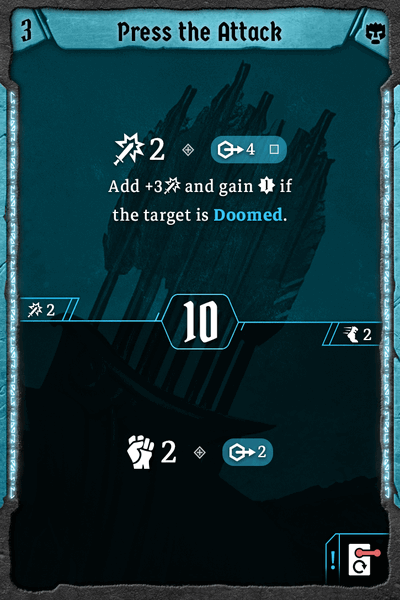 3
Press the Attack
2 4
Add +3 and gain if
the target is Doomed.
2
10
2
2 2
!